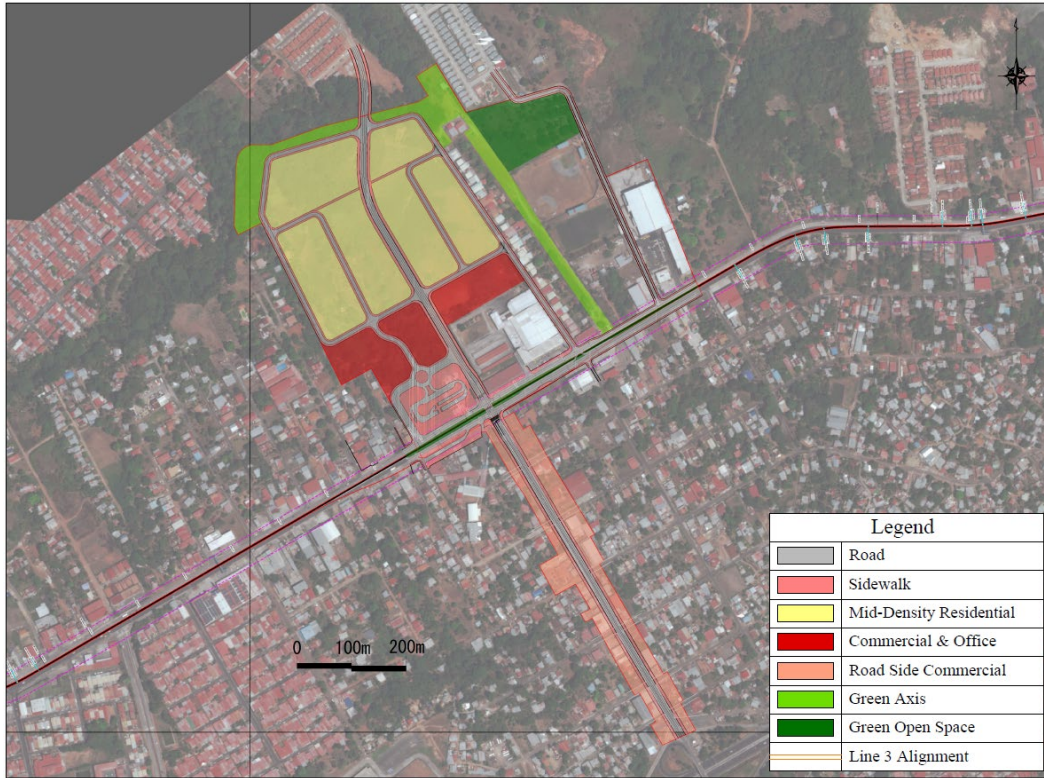 0 100m 200m
Legend
Road
Sidewalk
Mid-Density Residential
Commercial & Office
Road Side Commercial
Green Axis
Green Open Space
Line 3 Alignment